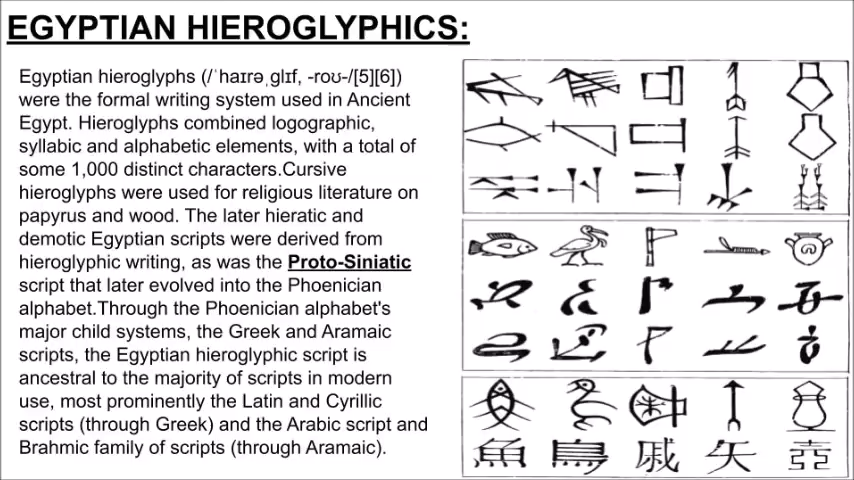 EGYPTIAN HIEROGLYPHICS:
Egyptian hieroglyphs (/ˈhaɪrəˌɡlɪf, -roʊ-/[5][6])
were the formal writing system used in Ancient
Egypt. Hieroglyphs combined logographic,
syllabic and alphabetic elements, with a total of
some 1,000 distinct characters.Cursive
hieroglyphs were used for religious literature on
papyrus and wood. The later hieratic and
demotic Egyptian scripts were derived from
hieroglyphic writing, as was the Proto-Siniatic
script that later evolved into the Phoenician
alphabet.Through the Phoenician alphabet's
major child systems, the Greek and Aramaic
scripts, the Egyptian hieroglyphic script is
ancestral to the majority of scripts in modern
use, most prominently the Latin and Cyrillic
scripts (through Greek) and the Arabic script and
Brahmic family of scripts (through Aramaic).
魚 鳥 戚 矢 壺